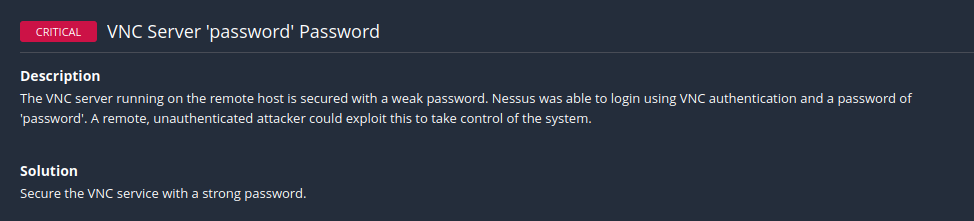 CRITICAL VNC Server 'password' Password
Description
The VNC server running on the remote host is secured with a weak password. Nessus was able to login using VNC authentication and a password of
'password'. A remote, unauthenticated attacker could exploit this to take control of the system.
Solution
Secure the VNC service with a strong password.